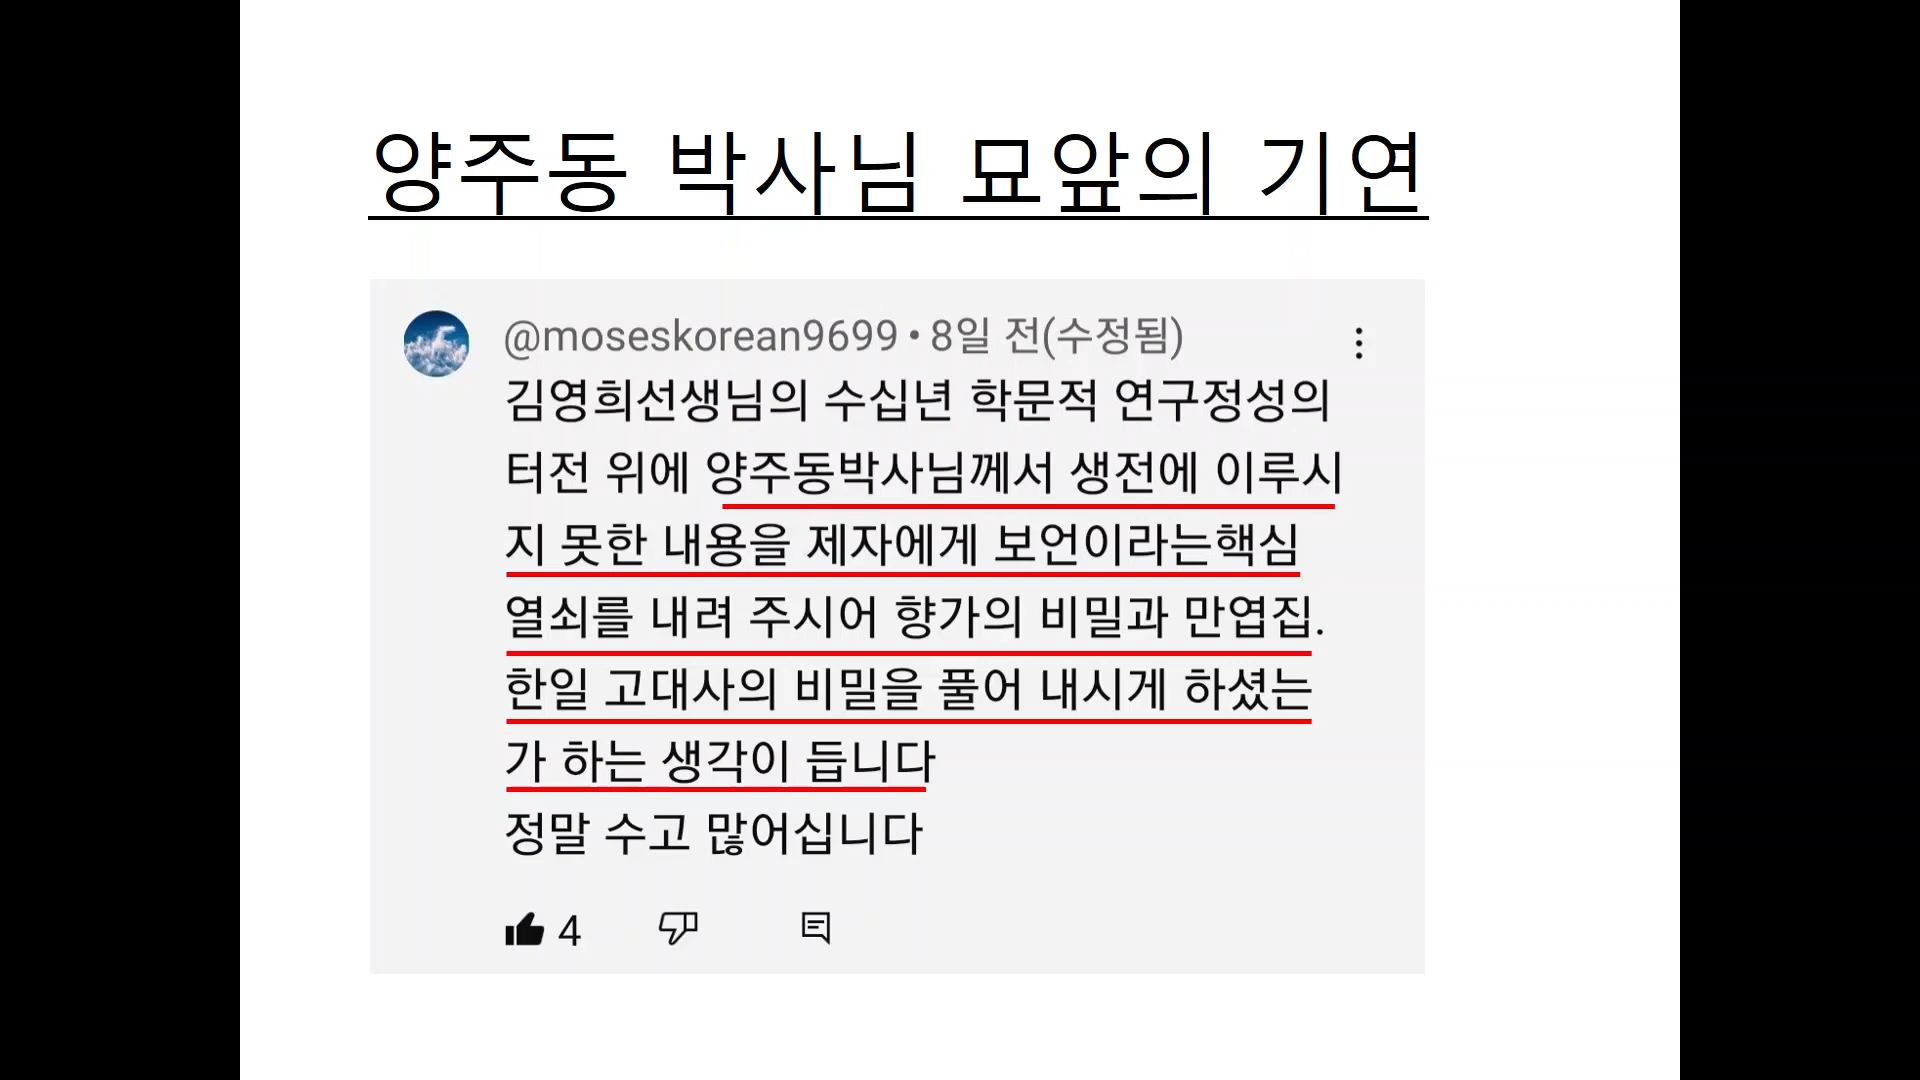 양주동 박사님 묘앞의 기연
@moseskorean9699 • 8일 전(수정됨)
김영희선생님의 수십년 학문적 연구정성의
터전 위에 양주동박사님께서 생전에 이루시
지 못한 내용을 제자에게 보언이라는핵심
열쇠를 내려 주시어 향가의 비밀과 만엽집.
한일 고대사의 비밀을 풀어 내시게 하셨는
가 하는 생각이 듭니다
정말 수고 많어십니다
4